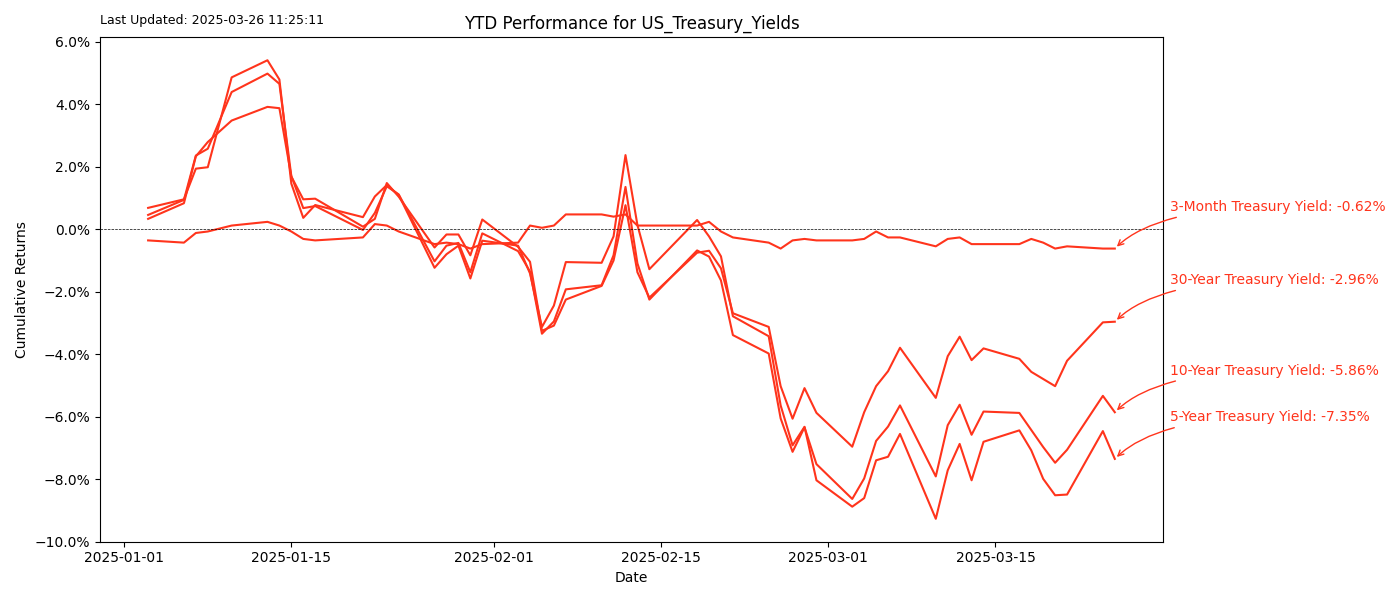 Last Updated: 2025-03-26 11:25:11
YTD Performance for US_Treasury_Yields
6.0%
4.0%
2.0%
0.0%
−2.0%
−4.0%
−6.0%
−8.0%
−10.0%
Cumulative Returns
3-Month Treasury Yield: -0.62%
30-Year Treasury Yield: -2.96%
10-Year Treasury Yield: -5.86%
5-Year Treasury Yield: -7.35%
2025-01-01
2025-01-15
2025-02-01
2025-02-15
2025-03-01
2025-03-15
Date